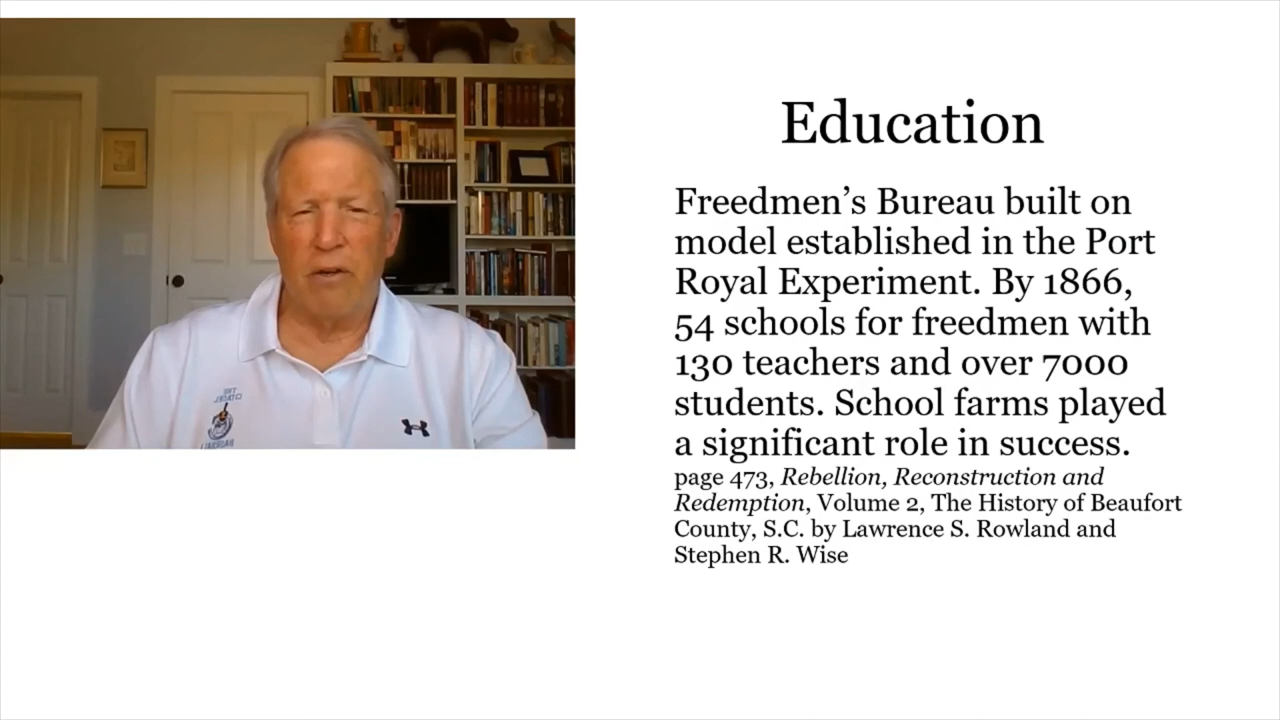 Education
Freedmen’s Bureau built on
model established in the Port
Royal Experiment. By 1866,
54 schools for freedmen with
130 teachers and over 7000
students. School farms played
a significant role in success.
page 473, Rebellion, Reconstruction and
Redemption, Volume 2, The History of Beaufort
County, S.C. by Lawrence S. Rowland and
Stephen R. Wise
THE
CITADEL